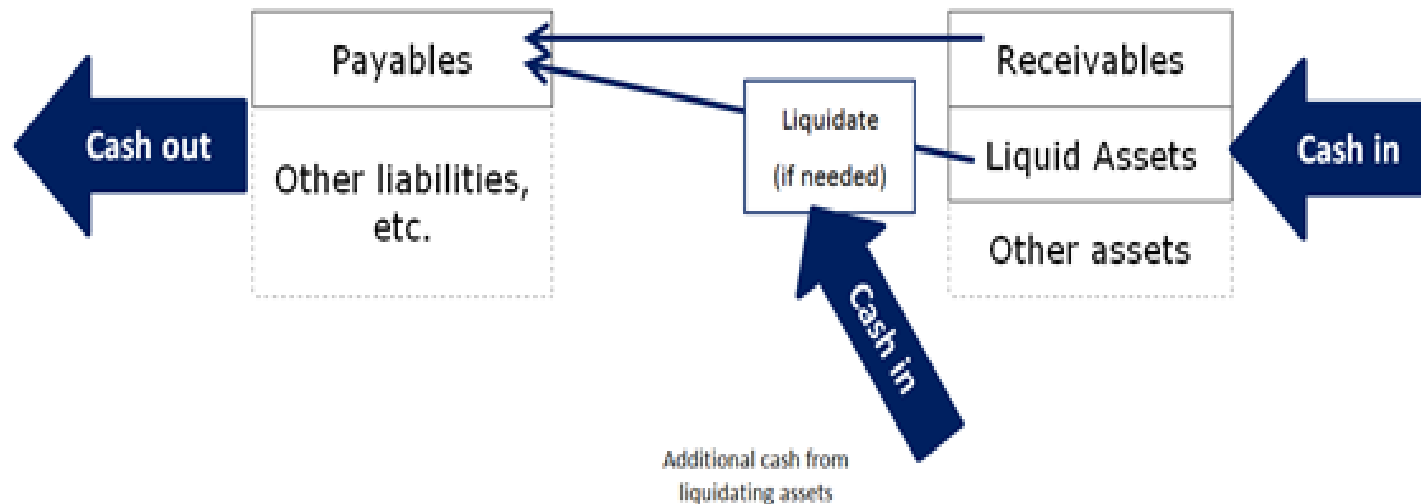 Payables
Receivables
Cash out
Other liabilities,
etc.
Liquidate
(if needed)
Liquid Assets
Cash in
Other assets
Cash in
Additional cash from
liquidating assets